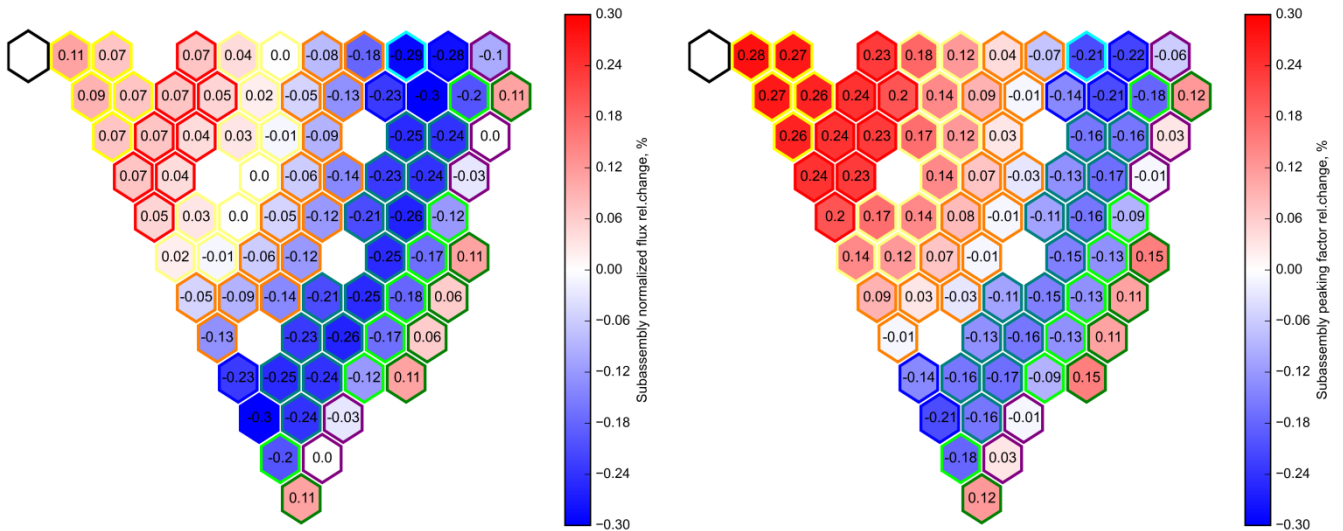 0.11 0.07 0.07 0.04 0.0 -0.08 -0.18 -0.29 -0.28 -0.1
0.09 0.07 0.07 0.05 0.02 -0.05 -0.13 -0.23 -0.3 -0.2 0.11
0.07 0.07 0.04 0.03 -0.01 -0.09 -0.25 -0.24 0.0
0.07 0.04 0.0 -0.06 -0.14 -0.23 -0.24 -0.03
0.05 0.03 0.0 -0.05 -0.12 -0.21 -0.26 -0.12
0.02 -0.01 -0.06 -0.12 -0.25 -0.17 0.11
-0.05 -0.09 -0.14 -0.21 -0.25 -0.18 0.06
-0.13 -0.23 -0.26 -0.17 0.06
-0.23 -0.25 -0.24 -0.12 0.11
-0.3 -0.24 -0.03
-0.2 0.0
0.11
0.30
0.24
0.18
0.12
0.06
0.00
−0.06
−0.12
−0.18
−0.24
−0.30
Subassembly normalized flux rel.change, %
0.28 0.27 0.23 0.18 0.12 0.04 -0.07 -0.21 -0.22 -0.06
0.27 0.26 0.24 0.2 0.14 0.09 -0.01 -0.14 -0.21 -0.18 0.12
0.26 0.24 0.23 0.17 0.12 0.03 -0.16 -0.16 0.03
0.24 0.23 0.14 0.07 -0.03 -0.13 -0.17 -0.01
0.2 0.17 0.14 0.08 -0.01 -0.11 -0.16 -0.09
0.14 0.12 0.07 -0.01 -0.15 -0.13 0.15
0.09 0.03 -0.03 -0.11 -0.15 -0.13 0.11
-0.01 -0.13 -0.16 -0.13 0.11
-0.14 -0.16 -0.17 -0.09 0.15
-0.21 -0.16 -0.01
-0.18 0.03
0.12
0.30
0.24
0.18
0.12
0.06
0.00
−0.06
−0.12
−0.18
−0.24
−0.30
Subassembly peaking factor rel.change, %